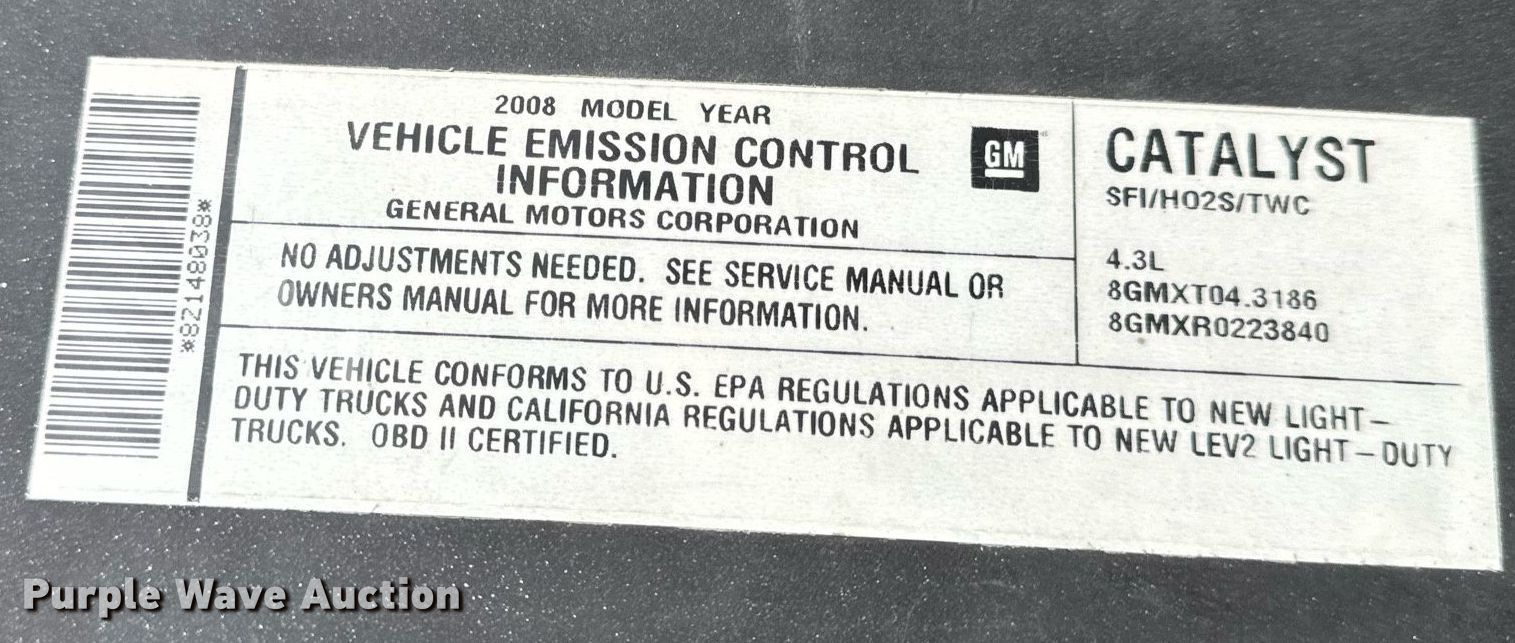 *82148038*
2008 MODEL YEAR
VEHICLE EMISSION CONTROL
INFORMATION
GENERAL MOTORS CORPORATION
GM
NO ADJUSTMENTS NEEDED. SEE SERVICE MANUAL OR
OWNERS MANUAL FOR MORE INFORMATION.
CATALYST
SFI/HO2S/TWC
4.3L
8GMXT04.3186
8GMXR0223840
THIS VEHICLE CONFORMS TO U.S. EPA REGULATIONS APPLICABLE TO NEW LIGHT-
DUTY TRUCKS AND CALIFORNIA REGULATIONS APPLICABLE TO NEW LEV2 LIGHT-DUTY
TRUCKS. OBD II CERTIFIED.
Purple Wave Auction